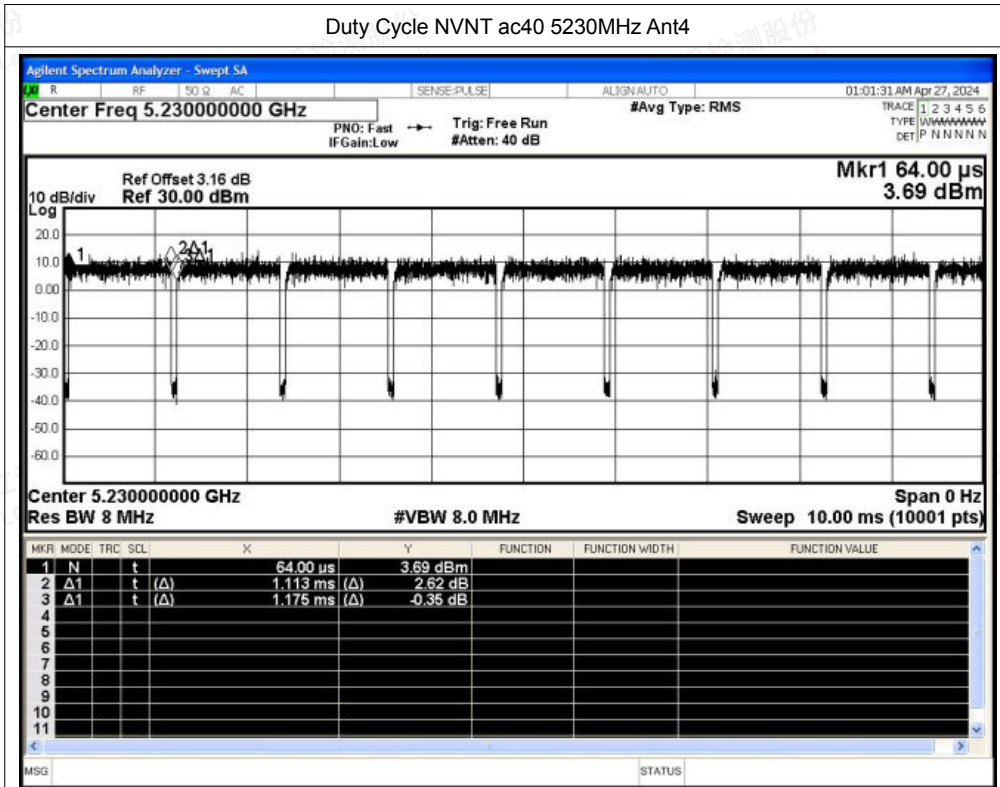 Duty Cycle NVNT ac40 5230MHz Ant4
Agilent Spectrum Analyzer - Swept SA
R RF 50 Ω AC SENSE:PULSE ALIGN AUTO 01:01:31 AM Apr 27, 2024
Center Freq 5.230000000 GHz #Avg Type: RMS TRACE 1 2 3 4 5 6
PNO: Fast Trig: Free Run TYPE
IFGain:Low #Atten: 40 dB DET P N N N N N
Mkr1 64.00 µs
Ref Offset 3.16 dB 3.69 dBm
10 dB/div Ref 30.00 dBm
Log
20.0
1 2Δ1
10.0
0.00
-10.0
-20.0
-30.0
-40.0
-50.0
-60.0
Center 5.230000000 GHz Span 0 Hz
Res BW 8 MHz #VBW 8.0 MHz Sweep 10.00 ms (10001 pts)
MKR MODE TRC SCL X Y FUNCTION FUNCTION WIDTH FUNCTION VALUE
1 N t 64.00 µs 3.69 dBm
2 Δ1 t (Δ) 1.113 ms (Δ) 2.62 dB
3 Δ1 t (Δ) 1.175 ms (Δ) -0.35 dB
4
5
6
7
8
9
10
11
MSG STATUS